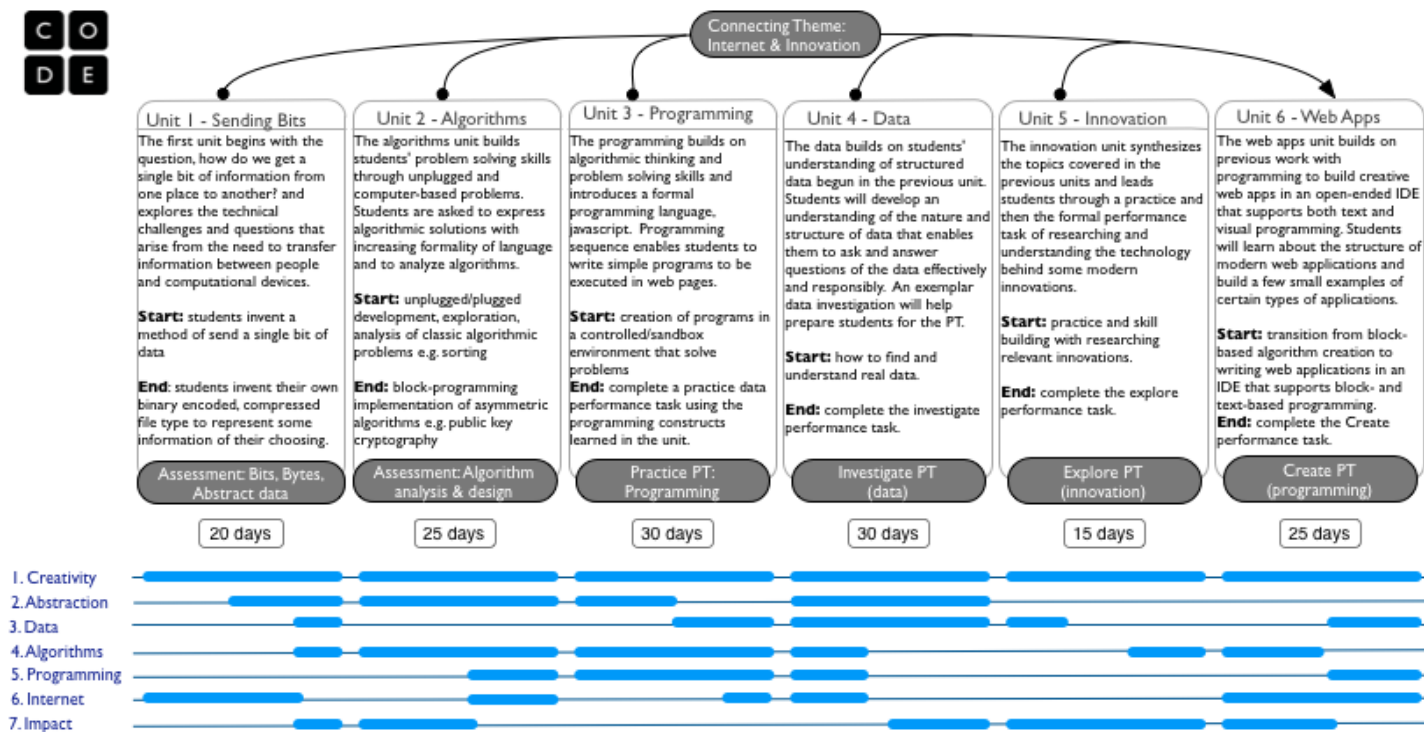 C O
D E
Connecting Theme:
Internet & Innovation
Unit 1 - Sending Bits
The first unit begins with the
question, how do we get a
single bit of information from
one place to another? and
explores the technical
challenges and questions that
arise from the need to transfer
information between people
and computational devices.
Start: students invent a
method of send a single bit of
data
End: students invent their own
binary encoded, compressed
file type to represent some
information of their choosing.
Assessment: Bits, Bytes,
Abstract data
20 days
Unit 2 - Algorithms
The algorithms unit builds
students' problem solving skills
through unplugged and
computer-based problems.
Students are asked to express
algorithmic solutions with
increasing formality of language
and to analyze algorithms.
Start: unplugged/plugged
development, exploration,
analysis of classic algorithmic
problems e.g. sorting
End: block-programming
implementation of asymmetric
algorithms e.g. public key
cryptography
Assessment: Algorithm
analysis & design
25 days
Unit 3 - Programming
The programming builds on
algorithmic thinking and
problem solving skills and
introduces a formal
programming language,
javascript. Programming
sequence enables students to
write simple programs to be
executed in web pages.
Start: creation of programs in
a controlled/sandbox
environment that solve
problems
End: complete a practice data
performance task using the
programming constructs
learned in the unit.
Practice PT:
Programming
30 days
Unit 4 - Data
The data builds on students'
understanding of structured
data begun in the previous unit.
Students will develop an
understanding of the nature and
structure of data that enables
them to ask and answer
questions of the data effectively
and responsibly. An exemplar
data investigation will help
prepare students for the PT.
Start: how to find and
understand real data.
End: complete the investigate
performance task.
Investigate PT
(data)
30 days
Unit 5 - Innovation
The innovation unit synthesizes
the topics covered in the
previous units and leads
students through a practice and
then the formal performance
task of researching and
understanding the technology
behind some modern
innovations.
Start: practice and skill
building with researching
relevant innovations.
End: complete the explore
performance task.
Explore PT
(innovation)
15 days
Unit 6 - Web Apps
The web apps unit builds on
previous work with
programming to build creative
web apps in an open-ended IDE
that supports both text and
visual programming. Students
will learn about the structure of
modern web applications and
build a few small examples of
certain types of applications.
Start: transition from block-
based algorithm creation to
writing web applications in an
IDE that supports block- and
text-based programming.
End: complete the Create
performance task.
Create PT
(programming)
25 days
1. Creativity
2. Abstraction
3. Data
4. Algorithms
5. Programming
6. Internet
7. Impact